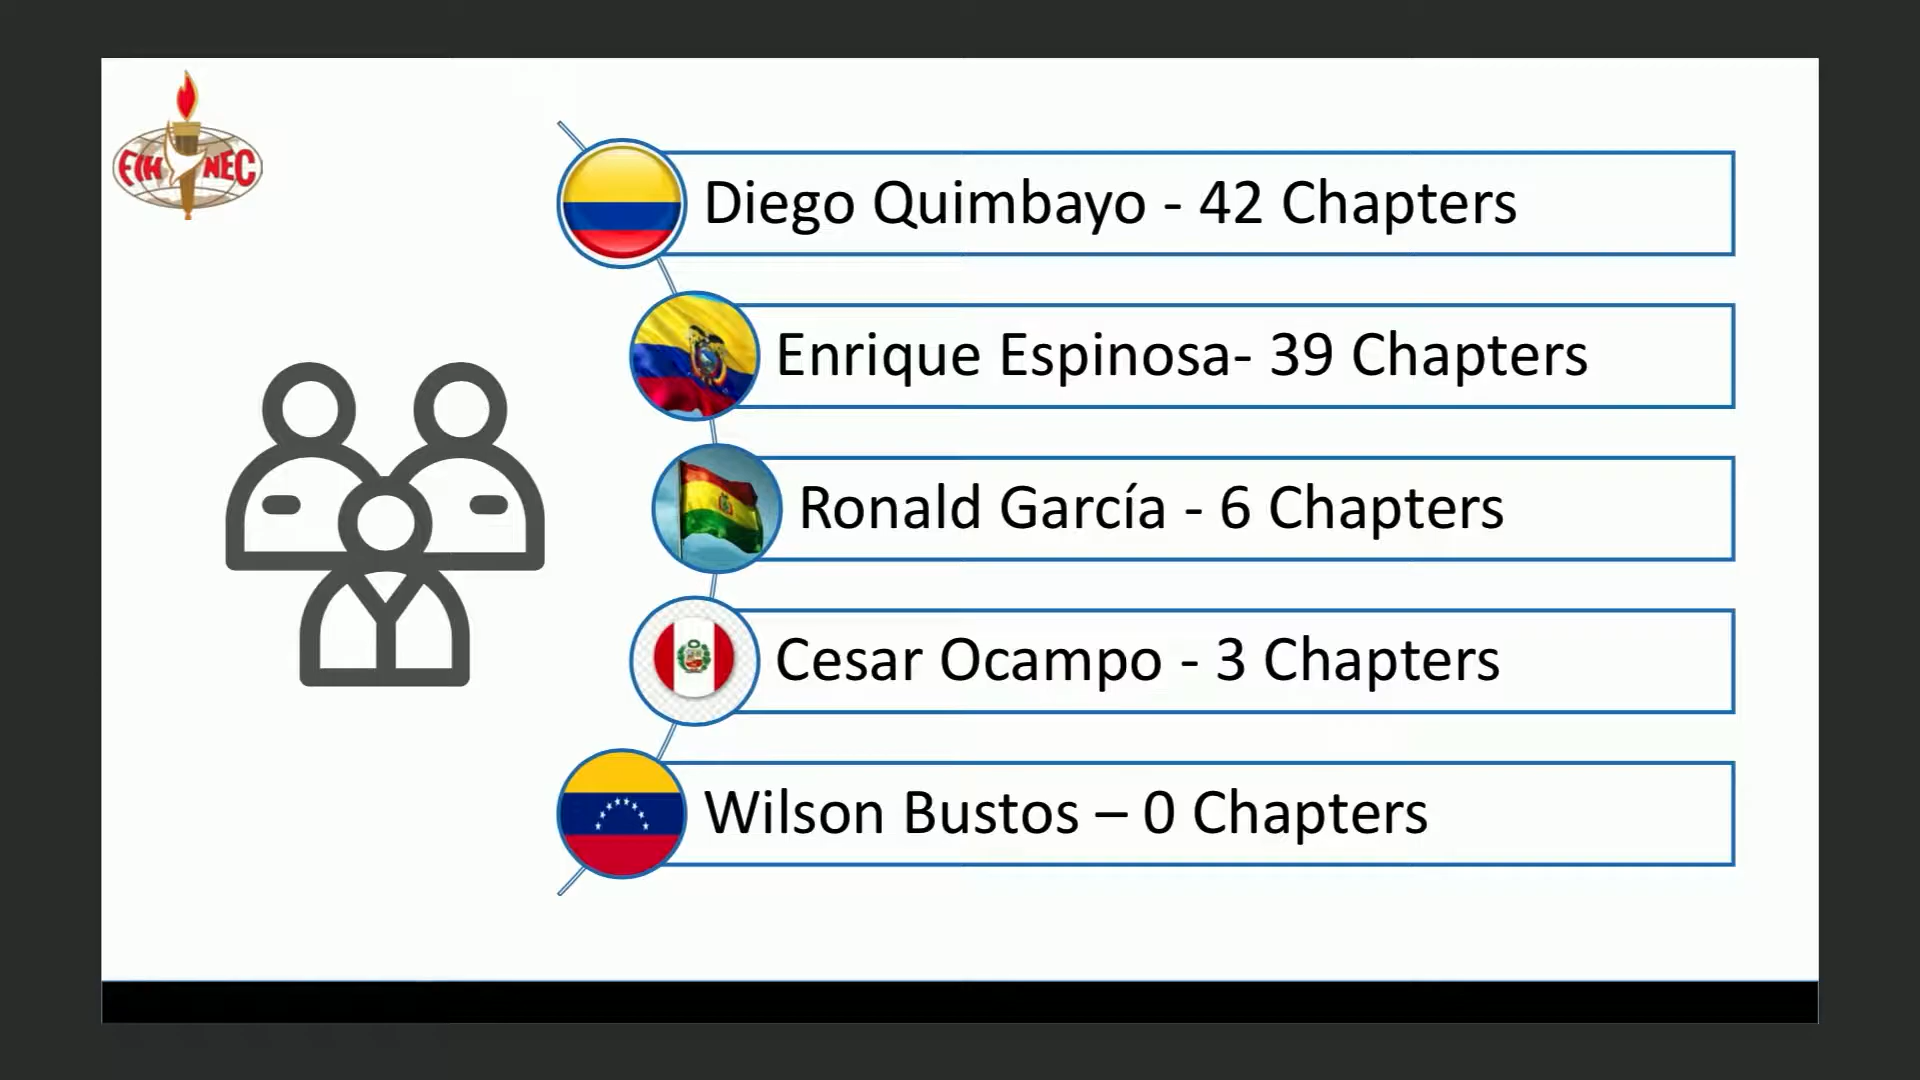 FIHNEC
Diego Quimbayo - 42 Chapters
Enrique Espinosa- 39 Chapters
Ronald García - 6 Chapters
Cesar Ocampo - 3 Chapters
Wilson Bustos – 0 Chapters